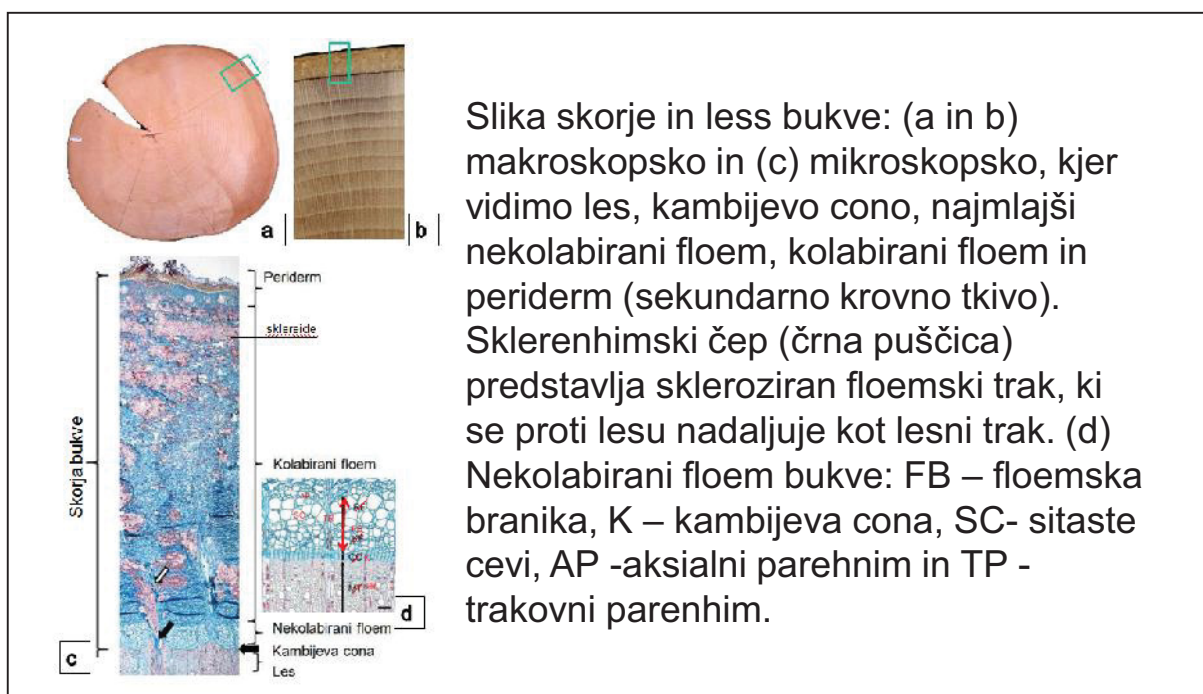 a
b
Periderm
sklereide
Skorja bukve
Kolabirani floem
d
Nekolabirani floem
Kambijeva cona
Les
c
Slika skorje in less bukve: (a in b)
makroskopsko in (c) mikroskopsko, kjer
vidimo les, kambijevo cono, najmlajši
nekolabirani floem, kolabirani floem in
periderm (sekundarno krovno tkivo).
Sklerenhimski čep (črna puščica)
predstavlja skleroziran floemski trak, ki
se proti lesu nadaljuje kot lesni trak. (d)
Nekolabirani floem bukve: FB – floemska
branika, K – kambijeva cona, SC- sitaste
cevi, AP -aksialni parehnim in TP -
trakovni parenhim.